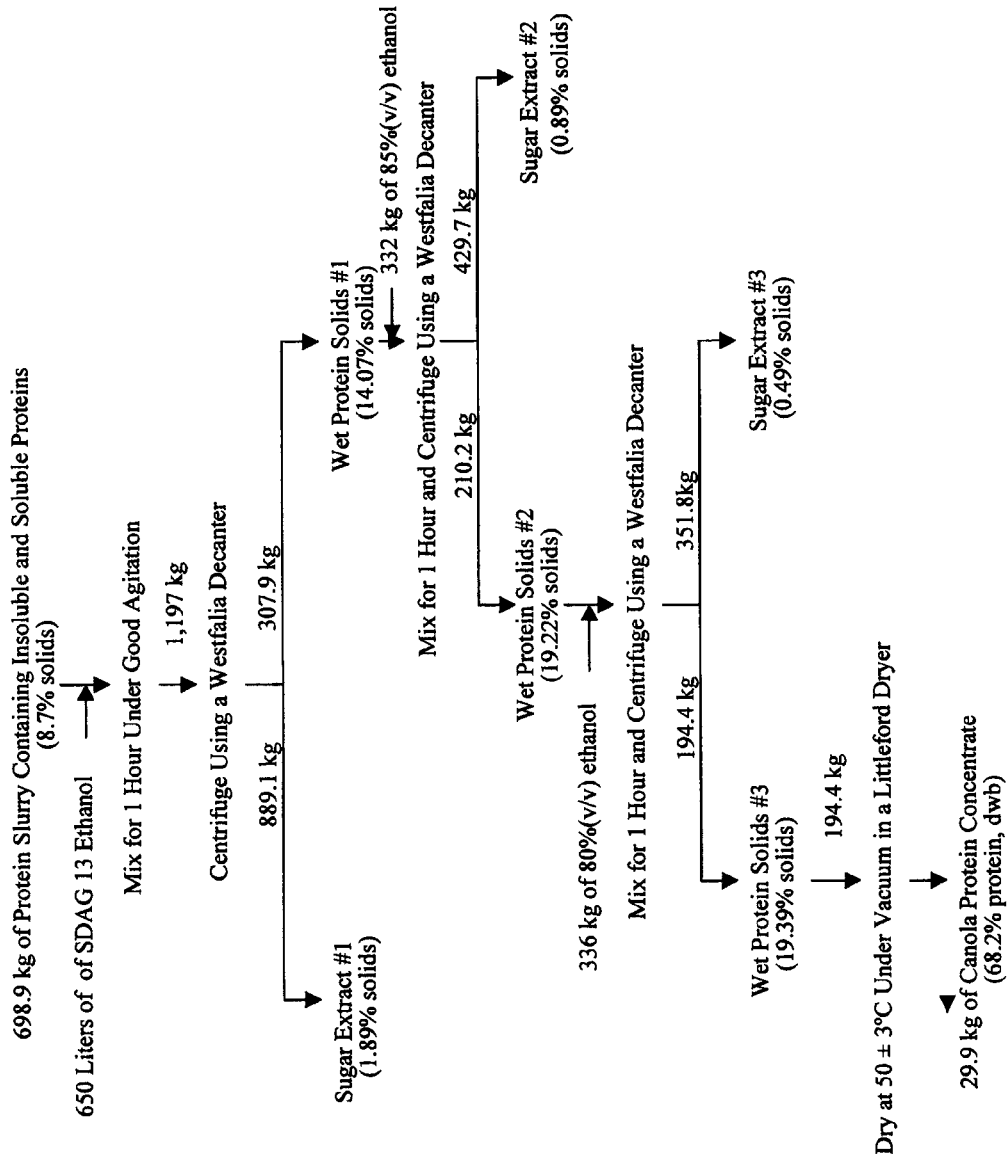 698.9 kg of Protein Slurry Containing Insoluble and Soluble Proteins
(8.7% solids)
650 Liters of of SDAG 13 Ethanol
Mix for 1 Hour Under Good Agitation
1,197 kg
Centrifuge Using a Westfalia Decanter
889.1 kg
307.9 kg
Sugar Extract #1
(1.89% solids)
Wet Protein Solids #1
(14.07% solids)
332 kg of 85%(v/v) ethanol
Mix for 1 Hour and Centrifuge Using a Westfalia Decanter
210.2 kg
429.7 kg
Wet Protein Solids #2
(19.22% solids)
Sugar Extract #2
(0.89% solids)
336 kg of 80%(v/v) ethanol
Mix for 1 Hour and Centrifuge Using a Westfalia Decanter
194.4 kg
351.8kg
Wet Protein Solids #3
(19.39% solids)
Sugar Extract #3
(0.49% solids)
194.4 kg
Dry at 50 ± 3°C Under Vacuum in a Littleford Dryer
29.9 kg of Canola Protein Concentrate
(68.2% protein, dwb)